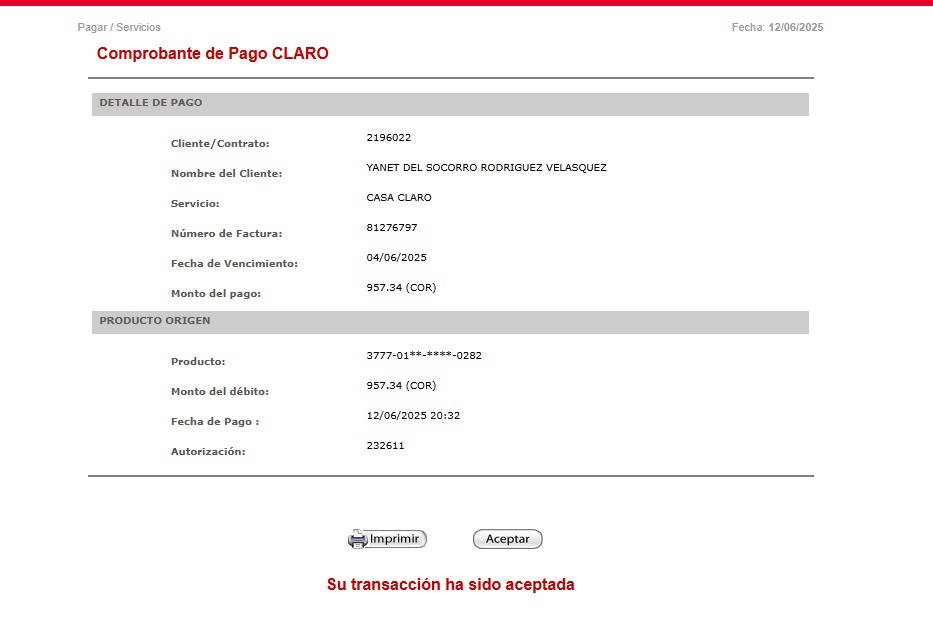 Pagar / Servicios
Fecha: 12/06/2025
Comprobante de Pago CLARO
DETALLE DE PAGO
Cliente/Contrato: 2196022
Nombre del Cliente: YANET DEL SOCORRO RODRIGUEZ VELASQUEZ
Servicio: CASA CLARO
Número de Factura: 81276797
Fecha de Vencimiento: 04/06/2025
Monto del pago: 957.34 (COR)
PRODUCTO ORIGEN
Producto: 3777-01**-****-0282
Monto del débito: 957.34 (COR)
Fecha de Pago : 12/06/2025 20:32
Autorización: 232611
Imprimir
Aceptar
Su transacción ha sido aceptada